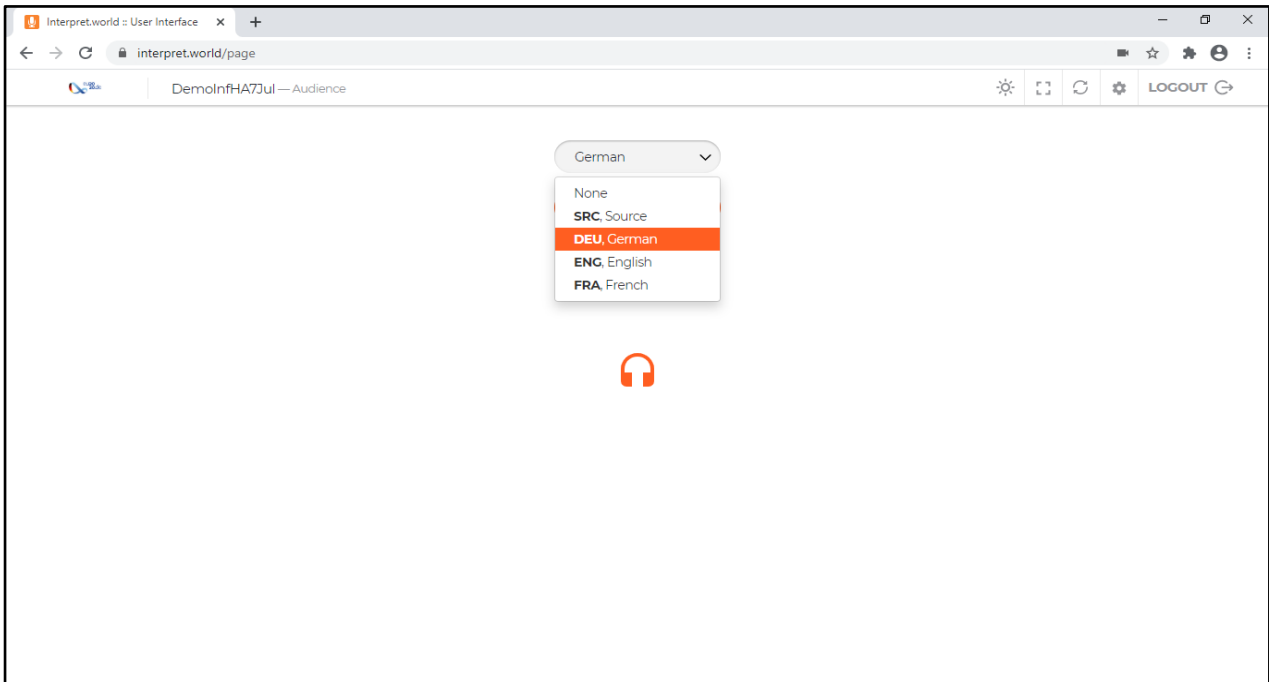 Interpret.world :: User Interface
interpret.world/page
DemoInfHA7Jul — Audience
LOGOUT
German
None
SRC, Source
DEU, German
ENG, English
FRA, French